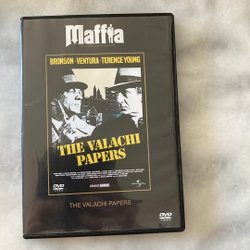 Maffia
BRONSON · VENTURA · TERENCE YOUNG
THE VALACHI
PAPERS
DVD
THE VALACHI PAPERS
DVD